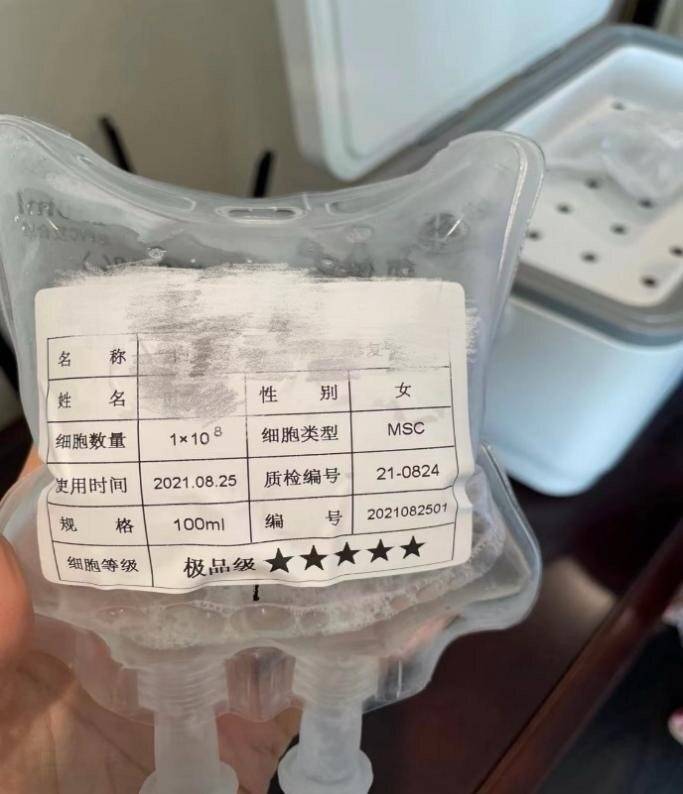 名 称
姓 名 性 别 女
细胞数量 1×10⁸ 细胞类型 MSC
使用时间 2021.08.25 质检编号 21-0824
规 格 100ml 编 号 2021082501
细胞等级 极品级 ★★★★★